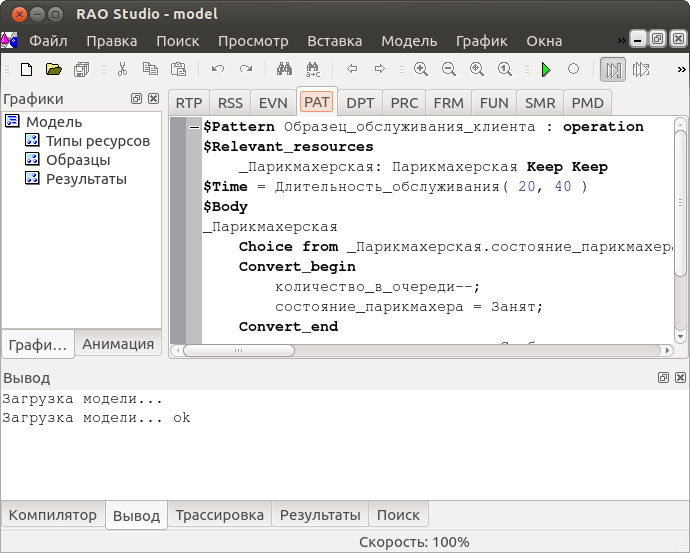 RAO Studio - model
Файл Правка Поиск Просмотр Вставка Модель График Окна »
Графики
Модель
Типы ресурсов
Образцы
Результаты
Графи...
Анимация
RTP RSS EVN PAT DPT PRC FRM FUN SMR PMD
$Pattern Образец_обслуживания_клиента : operation
$Relevant_resources
_Парикмахерская: Парикмахерская Keep Keep
$Time = Длительность_обслуживания( 20, 40 )
$Body
_Парикмахерская
Choice from _Парикмахерская.состояние_парикмахера
Convert_begin
количество_в_очереди--;
состояние_парикмахера = Занят;
Convert_end
Вывод
Загрузка модели...
Загрузка модели... ok
Компилятор Вывод Трассировка Результаты Поиск
Скорость: 100%